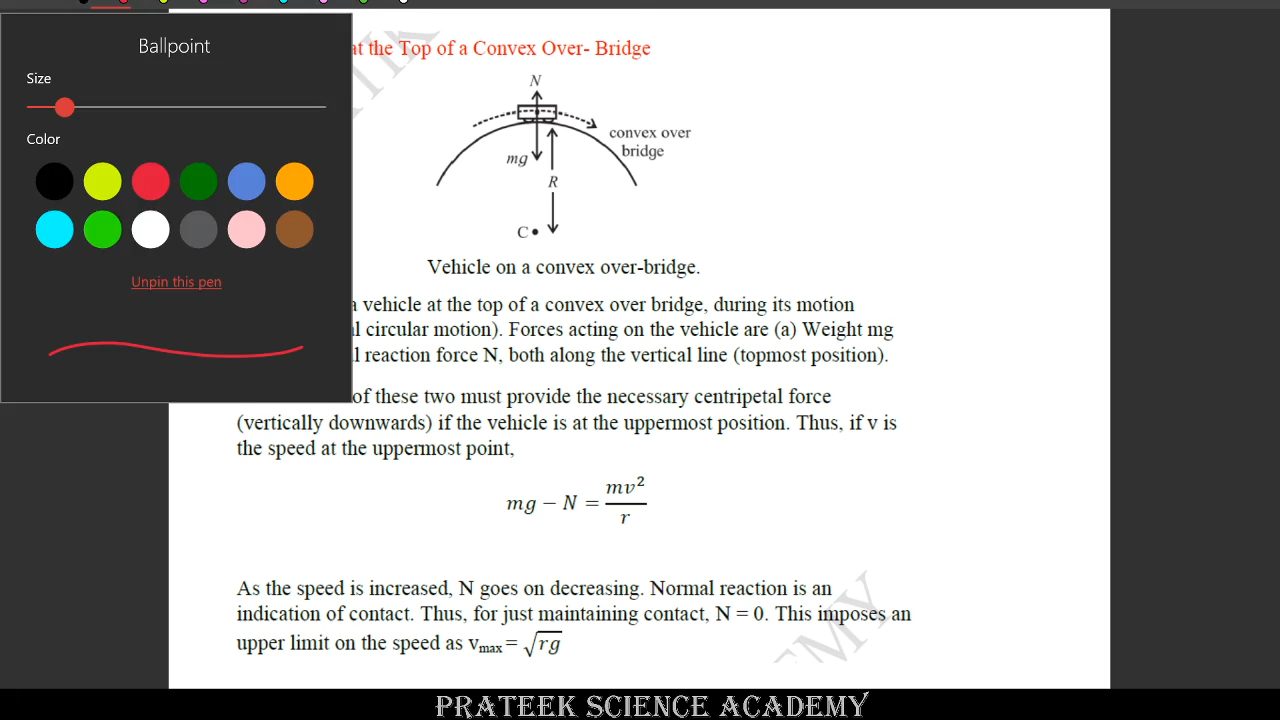 Ballpoint
Size
Color
Unpin this pen
at the Top of a Convex Over- Bridge
N
convex over
bridge
mg
R
C
Vehicle on a convex over-bridge.
a vehicle at the top of a convex over bridge, during its motion
circular motion). Forces acting on the vehicle are (a) Weight mg
reaction force N, both along the vertical line (topmost position).
of these two must provide the necessary centripetal force
(vertically downwards) if the vehicle is at the uppermost position. Thus, if v is
the speed at the uppermost point,
mg − N = mv²/r
As the speed is increased, N goes on decreasing. Normal reaction is an
indication of contact. Thus, for just maintaining contact, N = 0. This imposes an
upper limit on the speed as vmax = √rg
PRATEEK SCIENCE ACADEMY